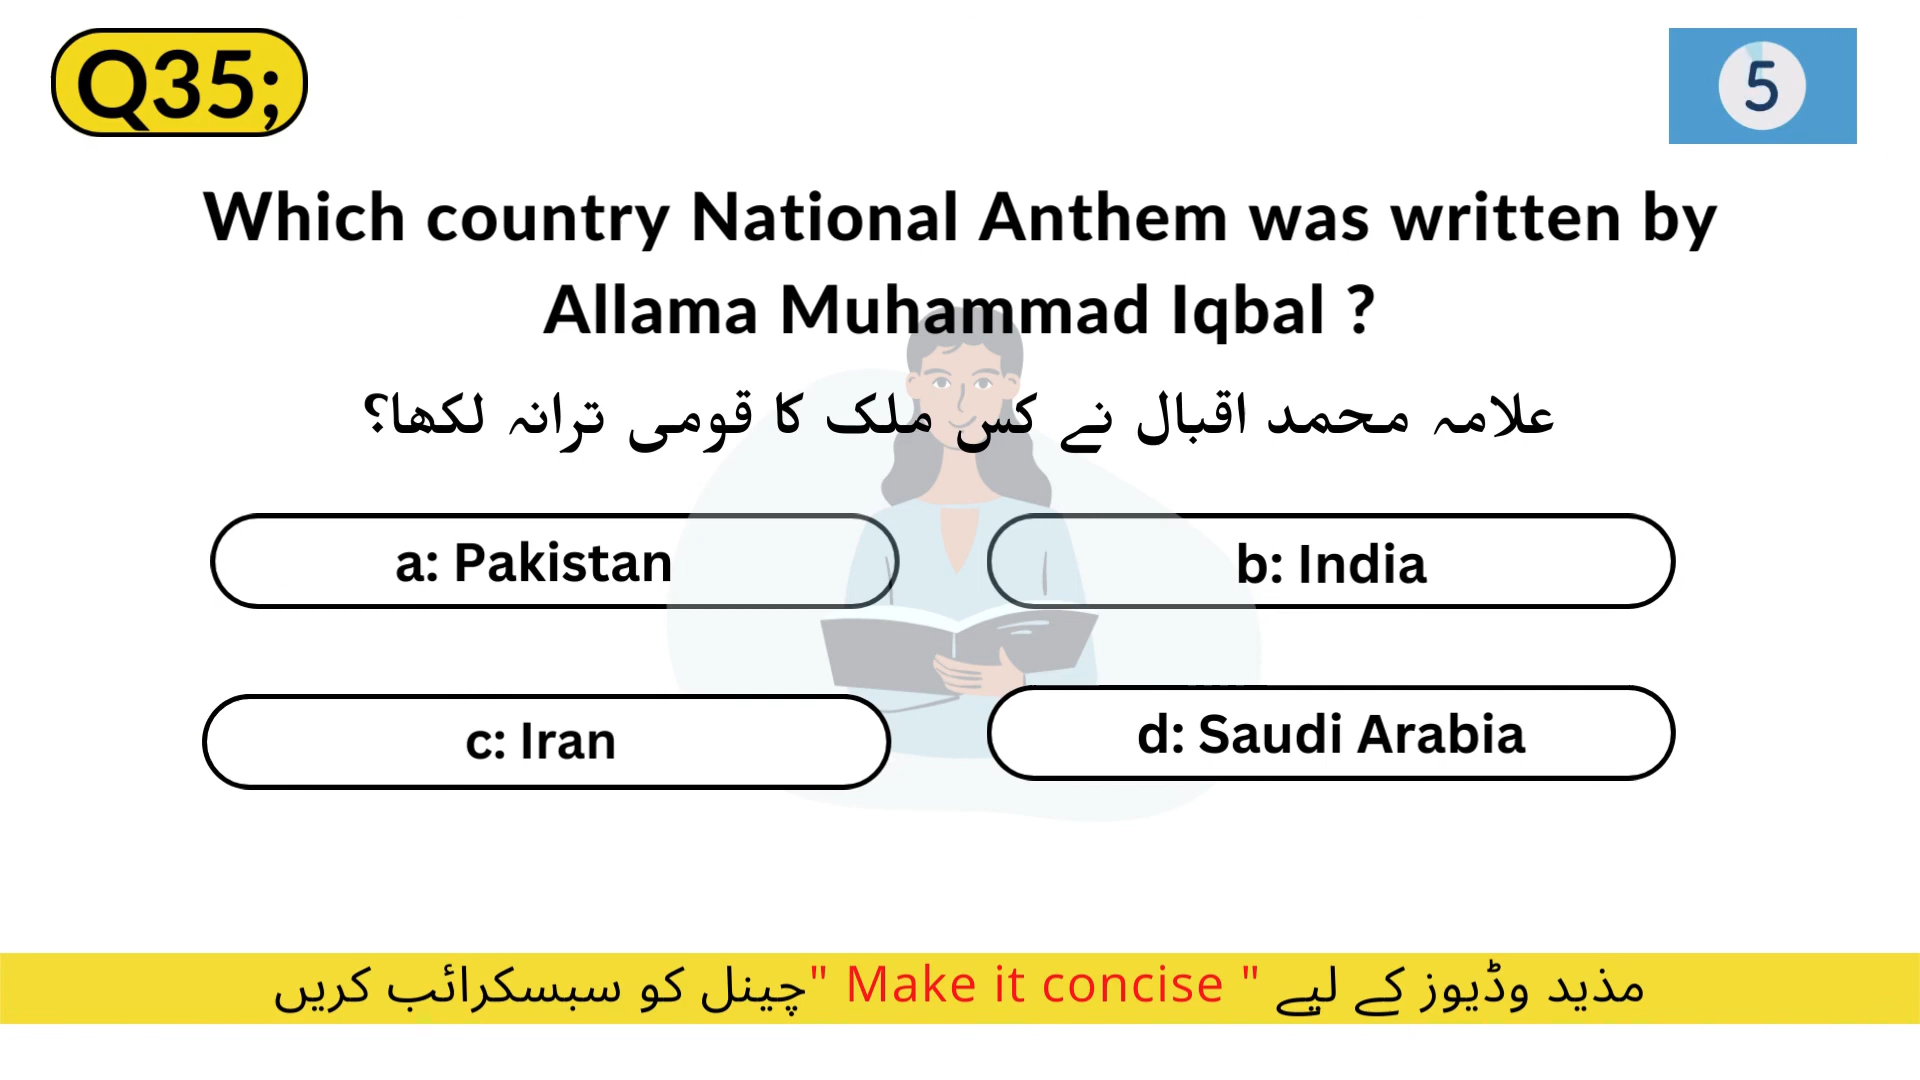 Q35;
5
Which country National Anthem was written by
Allama Muhammad Iqbal ?
علامہ محمد اقبال نے کس ملک کا قومی ترانہ لکھا؟
a: Pakistan
b: India
c: Iran
d: Saudi Arabia
مذید وڈیوز کے لیے " Make it concise "چینل کو سبسکرائب کریں